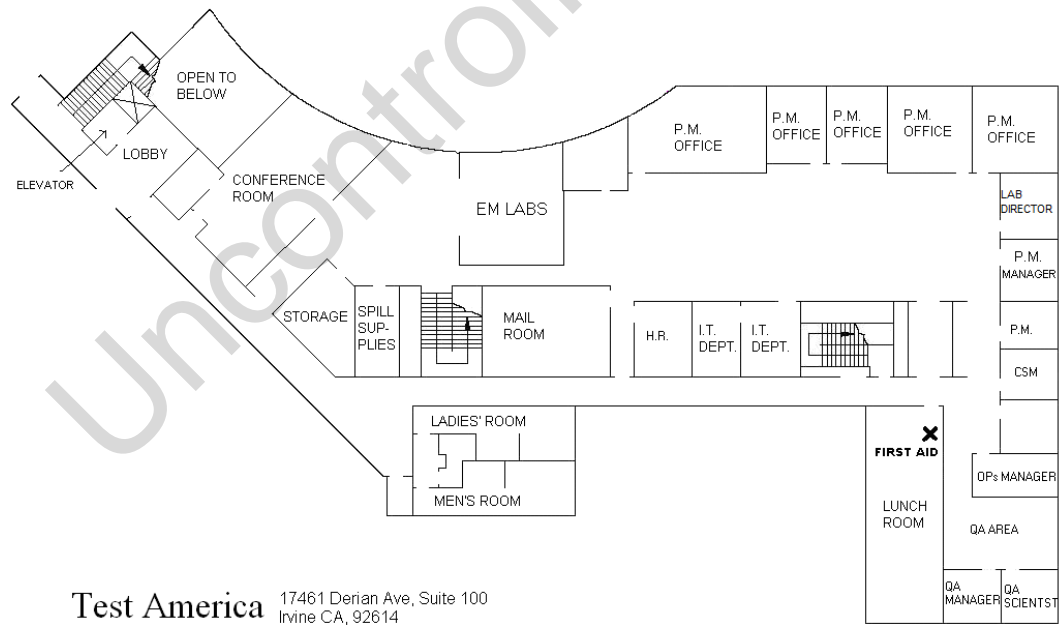 Uncontrol
OPEN TO
BELOW
LOBBY
ELEVATOR
CONFERENCE
ROOM
EM LABS
P.M.
OFFICE
P.M.
OFFICE
P.M.
OFFICE
P.M.
OFFICE
P.M.
OFFICE
LAB
DIRECTOR
P.M.
MANAGER
STORAGE
SPILL
SUP-
PLIES
MAIL
ROOM
H.R.
I.T.
DEPT.
I.T.
DEPT.
P.M.
CSM
LADIES' ROOM
MEN'S ROOM
FIRST AID
LUNCH
ROOM
OPs MANAGER
QA AREA
QA
MANAGER
QA
SCIENTST
Test America
17461 Derian Ave, Suite 100
Irvine CA, 92614